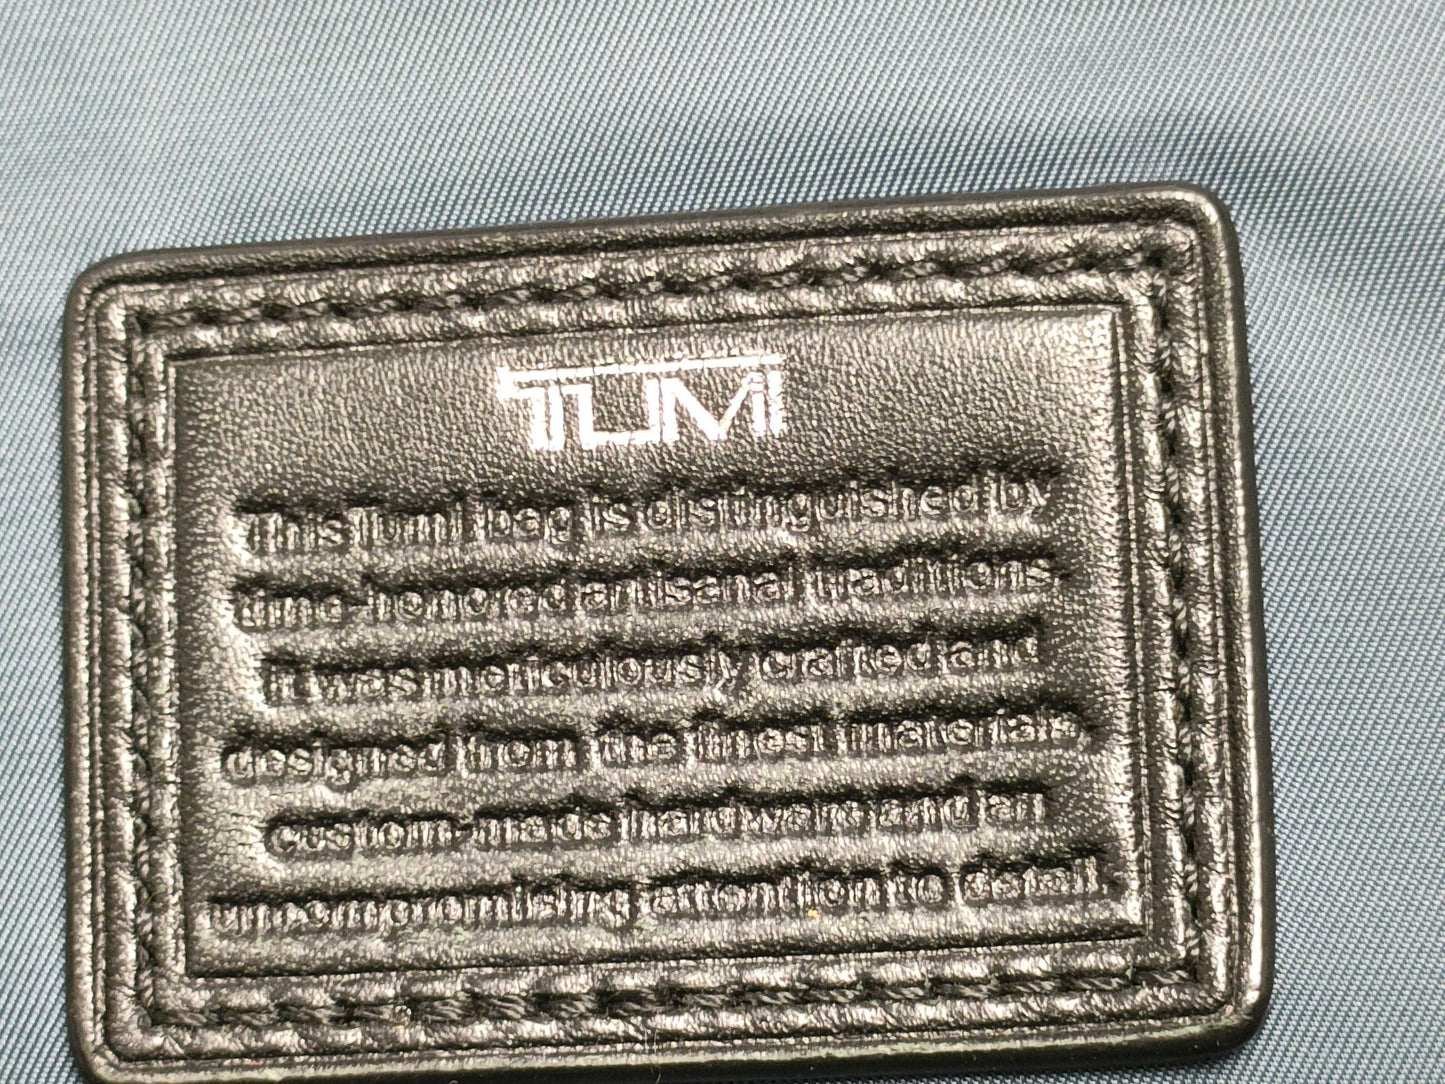 TUMI
This Tumi bag is distinguished by
time-honored artisanal traditions.
It was meticulously crafted and
designed from the finest materials,
custom-made hardware and an
uncompromising attention to detail.